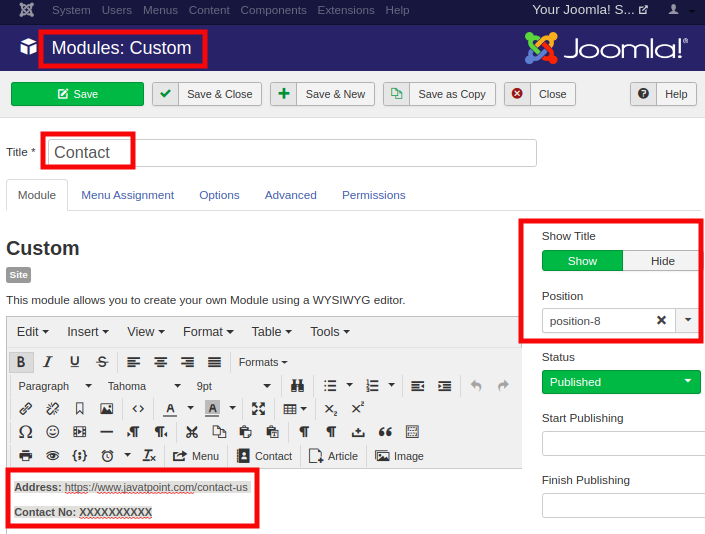 System Users Menus Content Components Extensions Help Your Joomla! S...
Modules: Custom Joomla!®
Save Save & Close Save & New Save as Copy Close Help
Title * Contact
Module Menu Assignment Options Advanced Permissions
Custom
Site
This module allows you to create your own Module using a WYSIWYG editor.
Edit Insert View Format Table Tools
B I U S Formats
Paragraph Tahoma 9pt
A A X2 X2
Ω ¶ ¶
¶ ¶ “
{;} Ix Menu Contact Article Image
Address: https://www.javatpoint.com/contact-us
Contact No: XXXXXXXXXX
Show Title
Show Hide
Position
position-8
Status
Published
Start Publishing
Finish Publishing